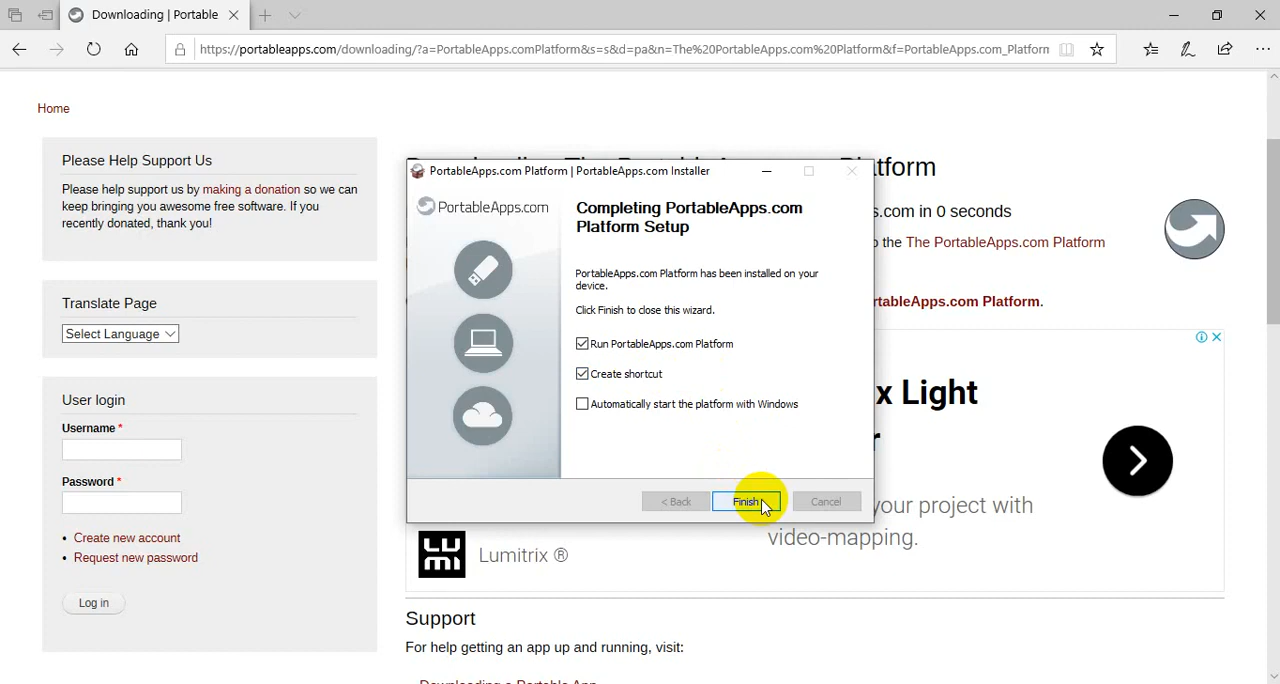 Downloading | Portable
https://portableapps.com/downloading/?a=PortableApps.comPlatform&s=s&d=pa&n=The%20PortableApps.com%20Platform&f=PortableApps.com_Platform
Home
Please Help Support Us
Please help support us by making a donation so we can
keep bringing you awesome free software. If you
recently donated, thank you!
Translate Page
Select Language
User login
Username *
Password *
• Create new account
• Request new password
Log in
tform
s.com in 0 seconds
o the The PortableApps.com Platform
rtableApps.com Platform.
PortableApps.com Platform | PortableApps.com Installer
PortableApps.com
Completing PortableApps.com
Platform Setup
PortableApps.com Platform has been installed on your
device.
Click Finish to close this wizard.
Run PortableApps.com Platform
Create shortcut
Automatically start the platform with Windows
< Back
Finish
Cancel
x Light
r
your project with
video-mapping.
LUMI
Lumitrix ®
Support
For help getting an app up and running, visit: